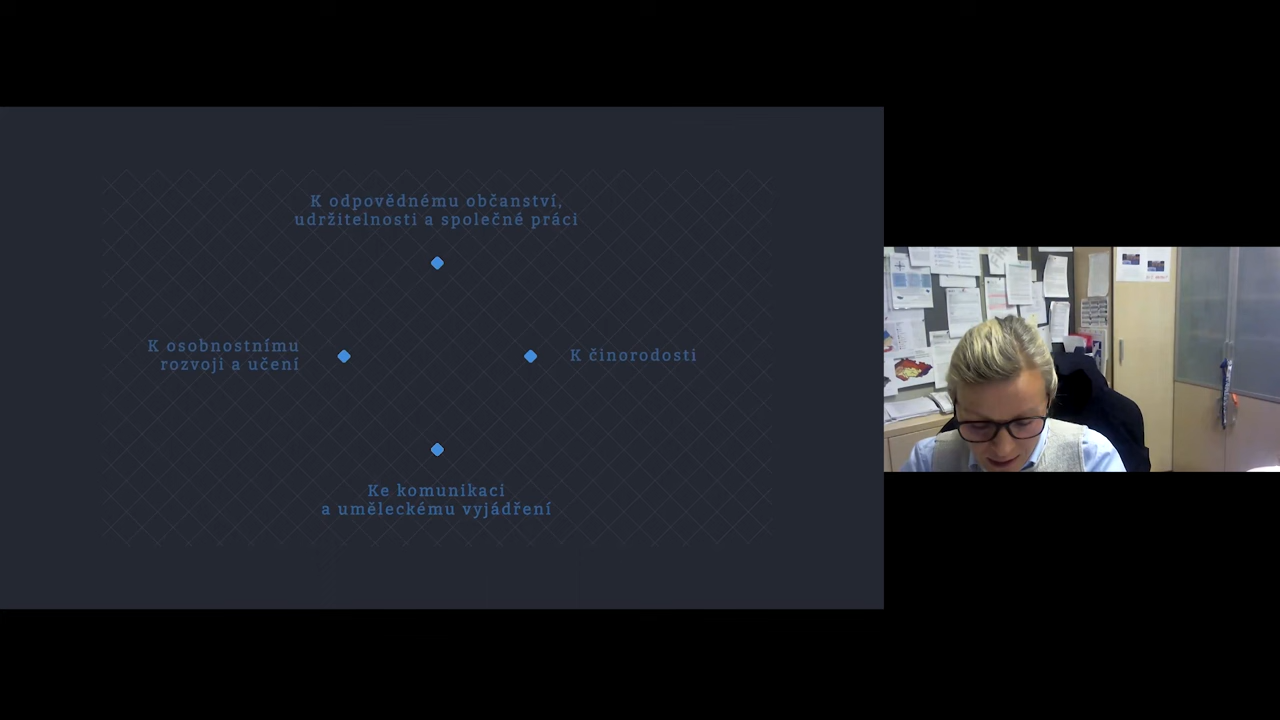 K odpovědnému občanství,
udržitelnosti a společné práci
K osobnostnímu
rozvoji a učení
K činorodosti
Ke komunikaci
a uměleckému vyjádření